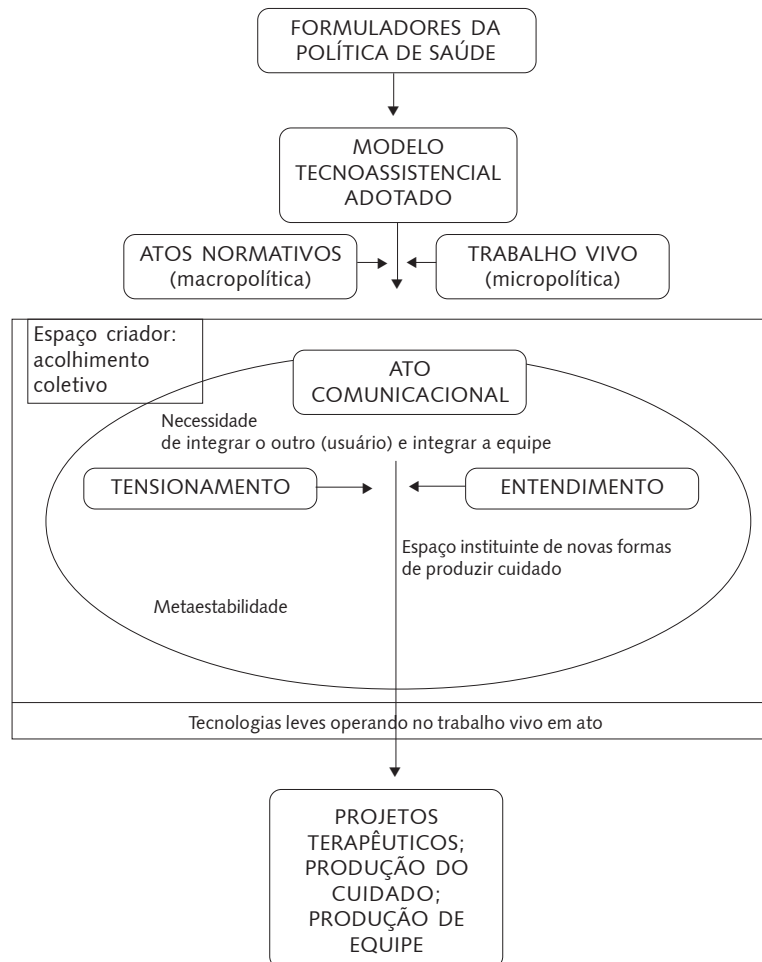 FORMULADORES DA
POLÍTICA DE SAÚDE
MODELO
TECNOASSISTENCIAL
ADOTADO
ATOS NORMATIVOS
(macropolítica)
TRABALHO VIVO
(micropolítica)
Espaço criador:
acolhimento
coletivo
ATO
COMUNICACIONAL
Necessidade
de integrar o outro (usuário) e integrar a equipe
TENSIONAMENTO
ENTENDIMENTO
Espaço instituinte de novas formas
de produzir cuidado
Metaestabilidade
Tecnologias leves operando no trabalho vivo em ato
PROJETOS
TERAPÊUTICOS;
PRODUÇÃO DO
CUIDADO;
PRODUÇÃO DE
EQUIPE